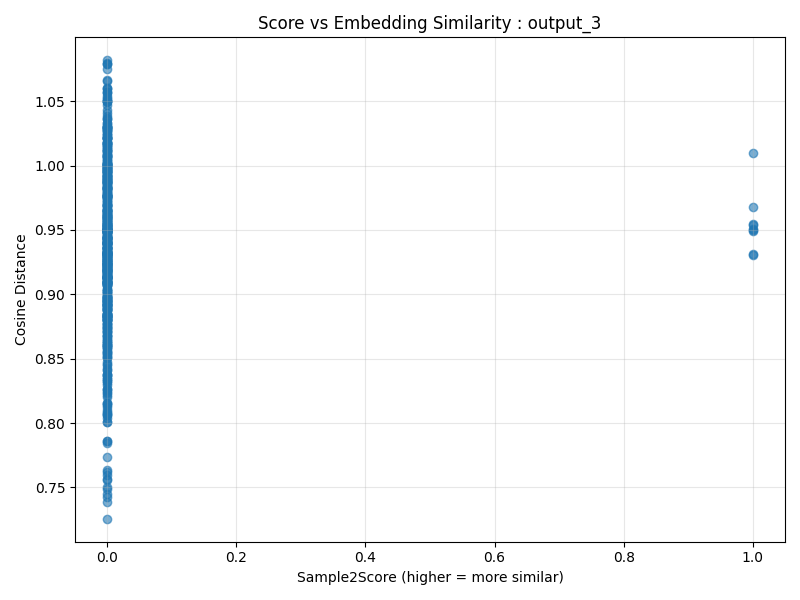 Score vs Embedding Similarity : output_3
Cosine Distance
1.05
1.00
0.95
0.90
0.85
0.80
0.75
0.0 0.2 0.4 0.6 0.8 1.0
Sample2Score (higher = more similar)